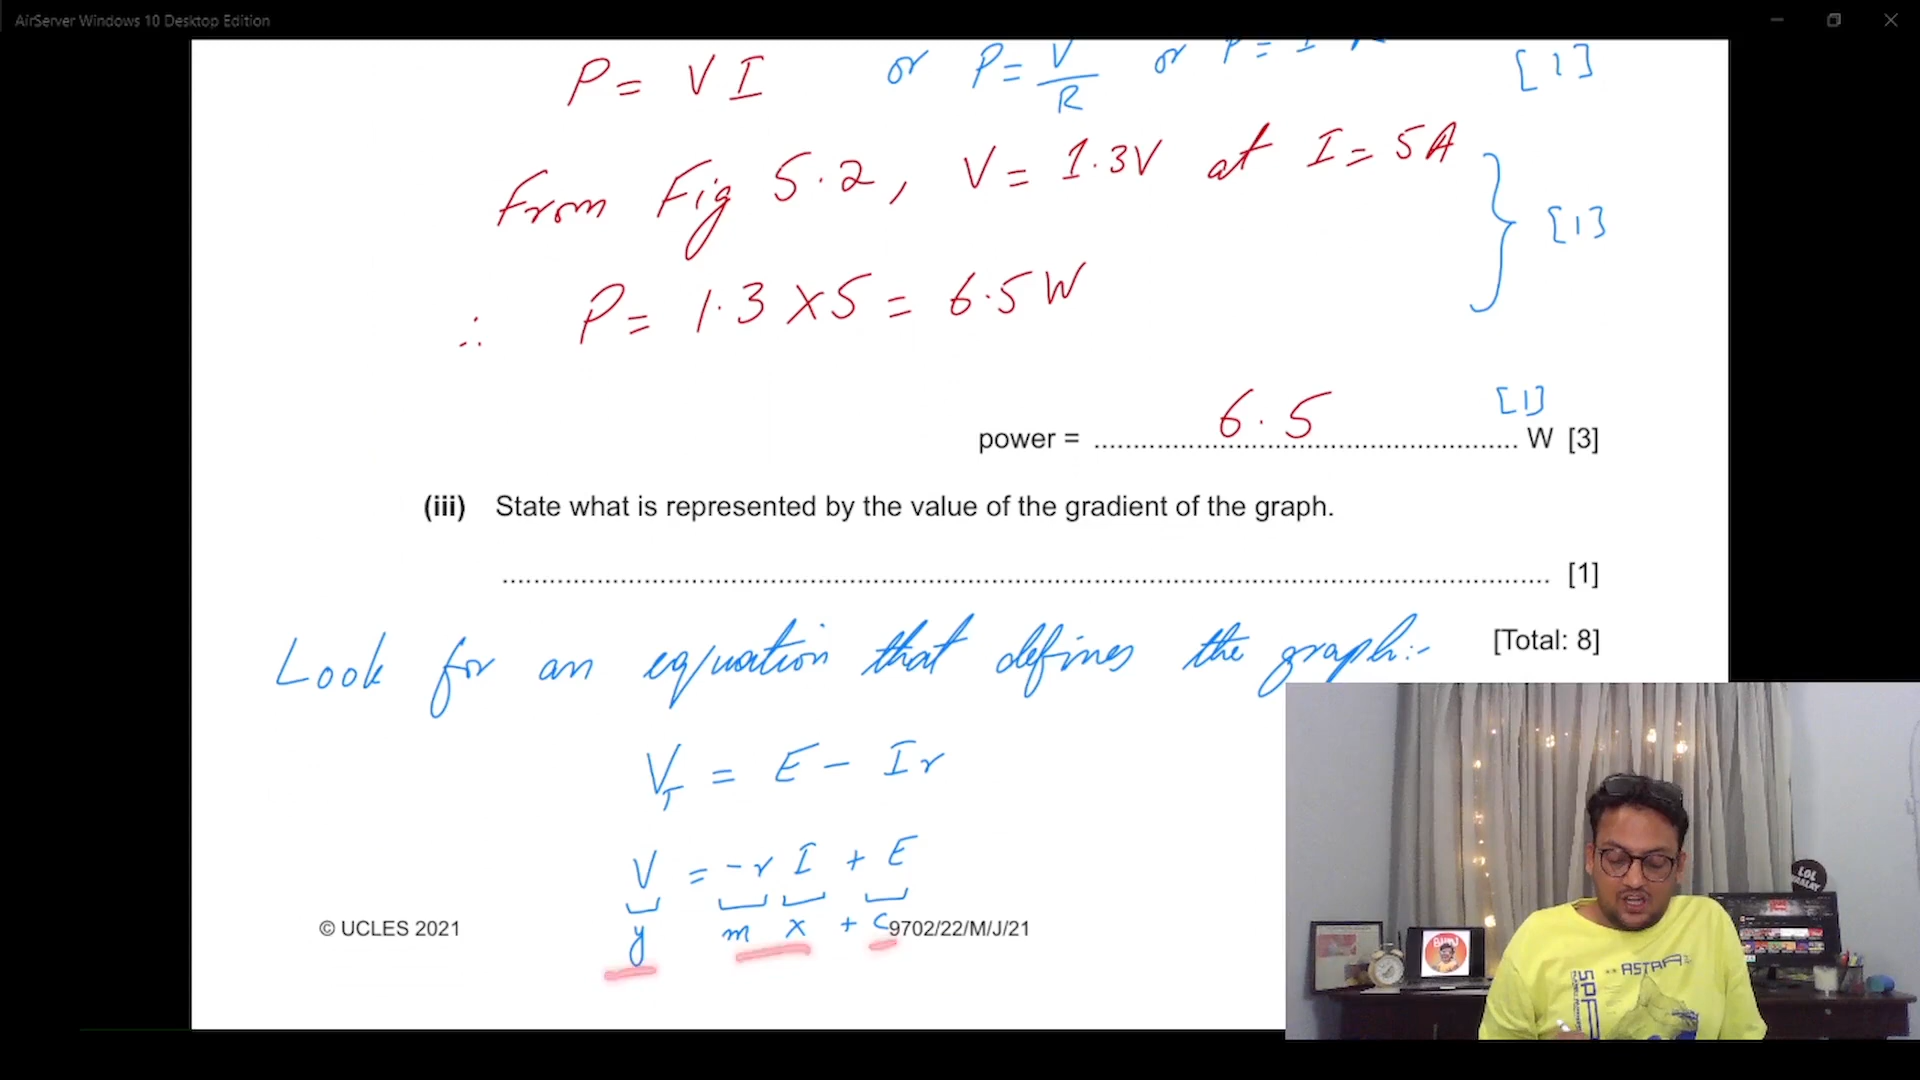 AirServer Windows 10 Desktop Edition
P = VI or P = V/R or P = I [1]
From Fig 5.2, V = 1.3V at I = 5A
[1]
∴ P = 1.3 × 5 = 6.5 W
[1]
power = 6.5 W [3]
(iii) State what is represented by the value of the gradient of the graph.
[1]
Look for an equation that defines the graph:-
[Total: 8]
V_T = E - Ir
V = -r I + E
y m x + c
© UCLES 2021 9702/22/M/J/21
LOL
ASTRA